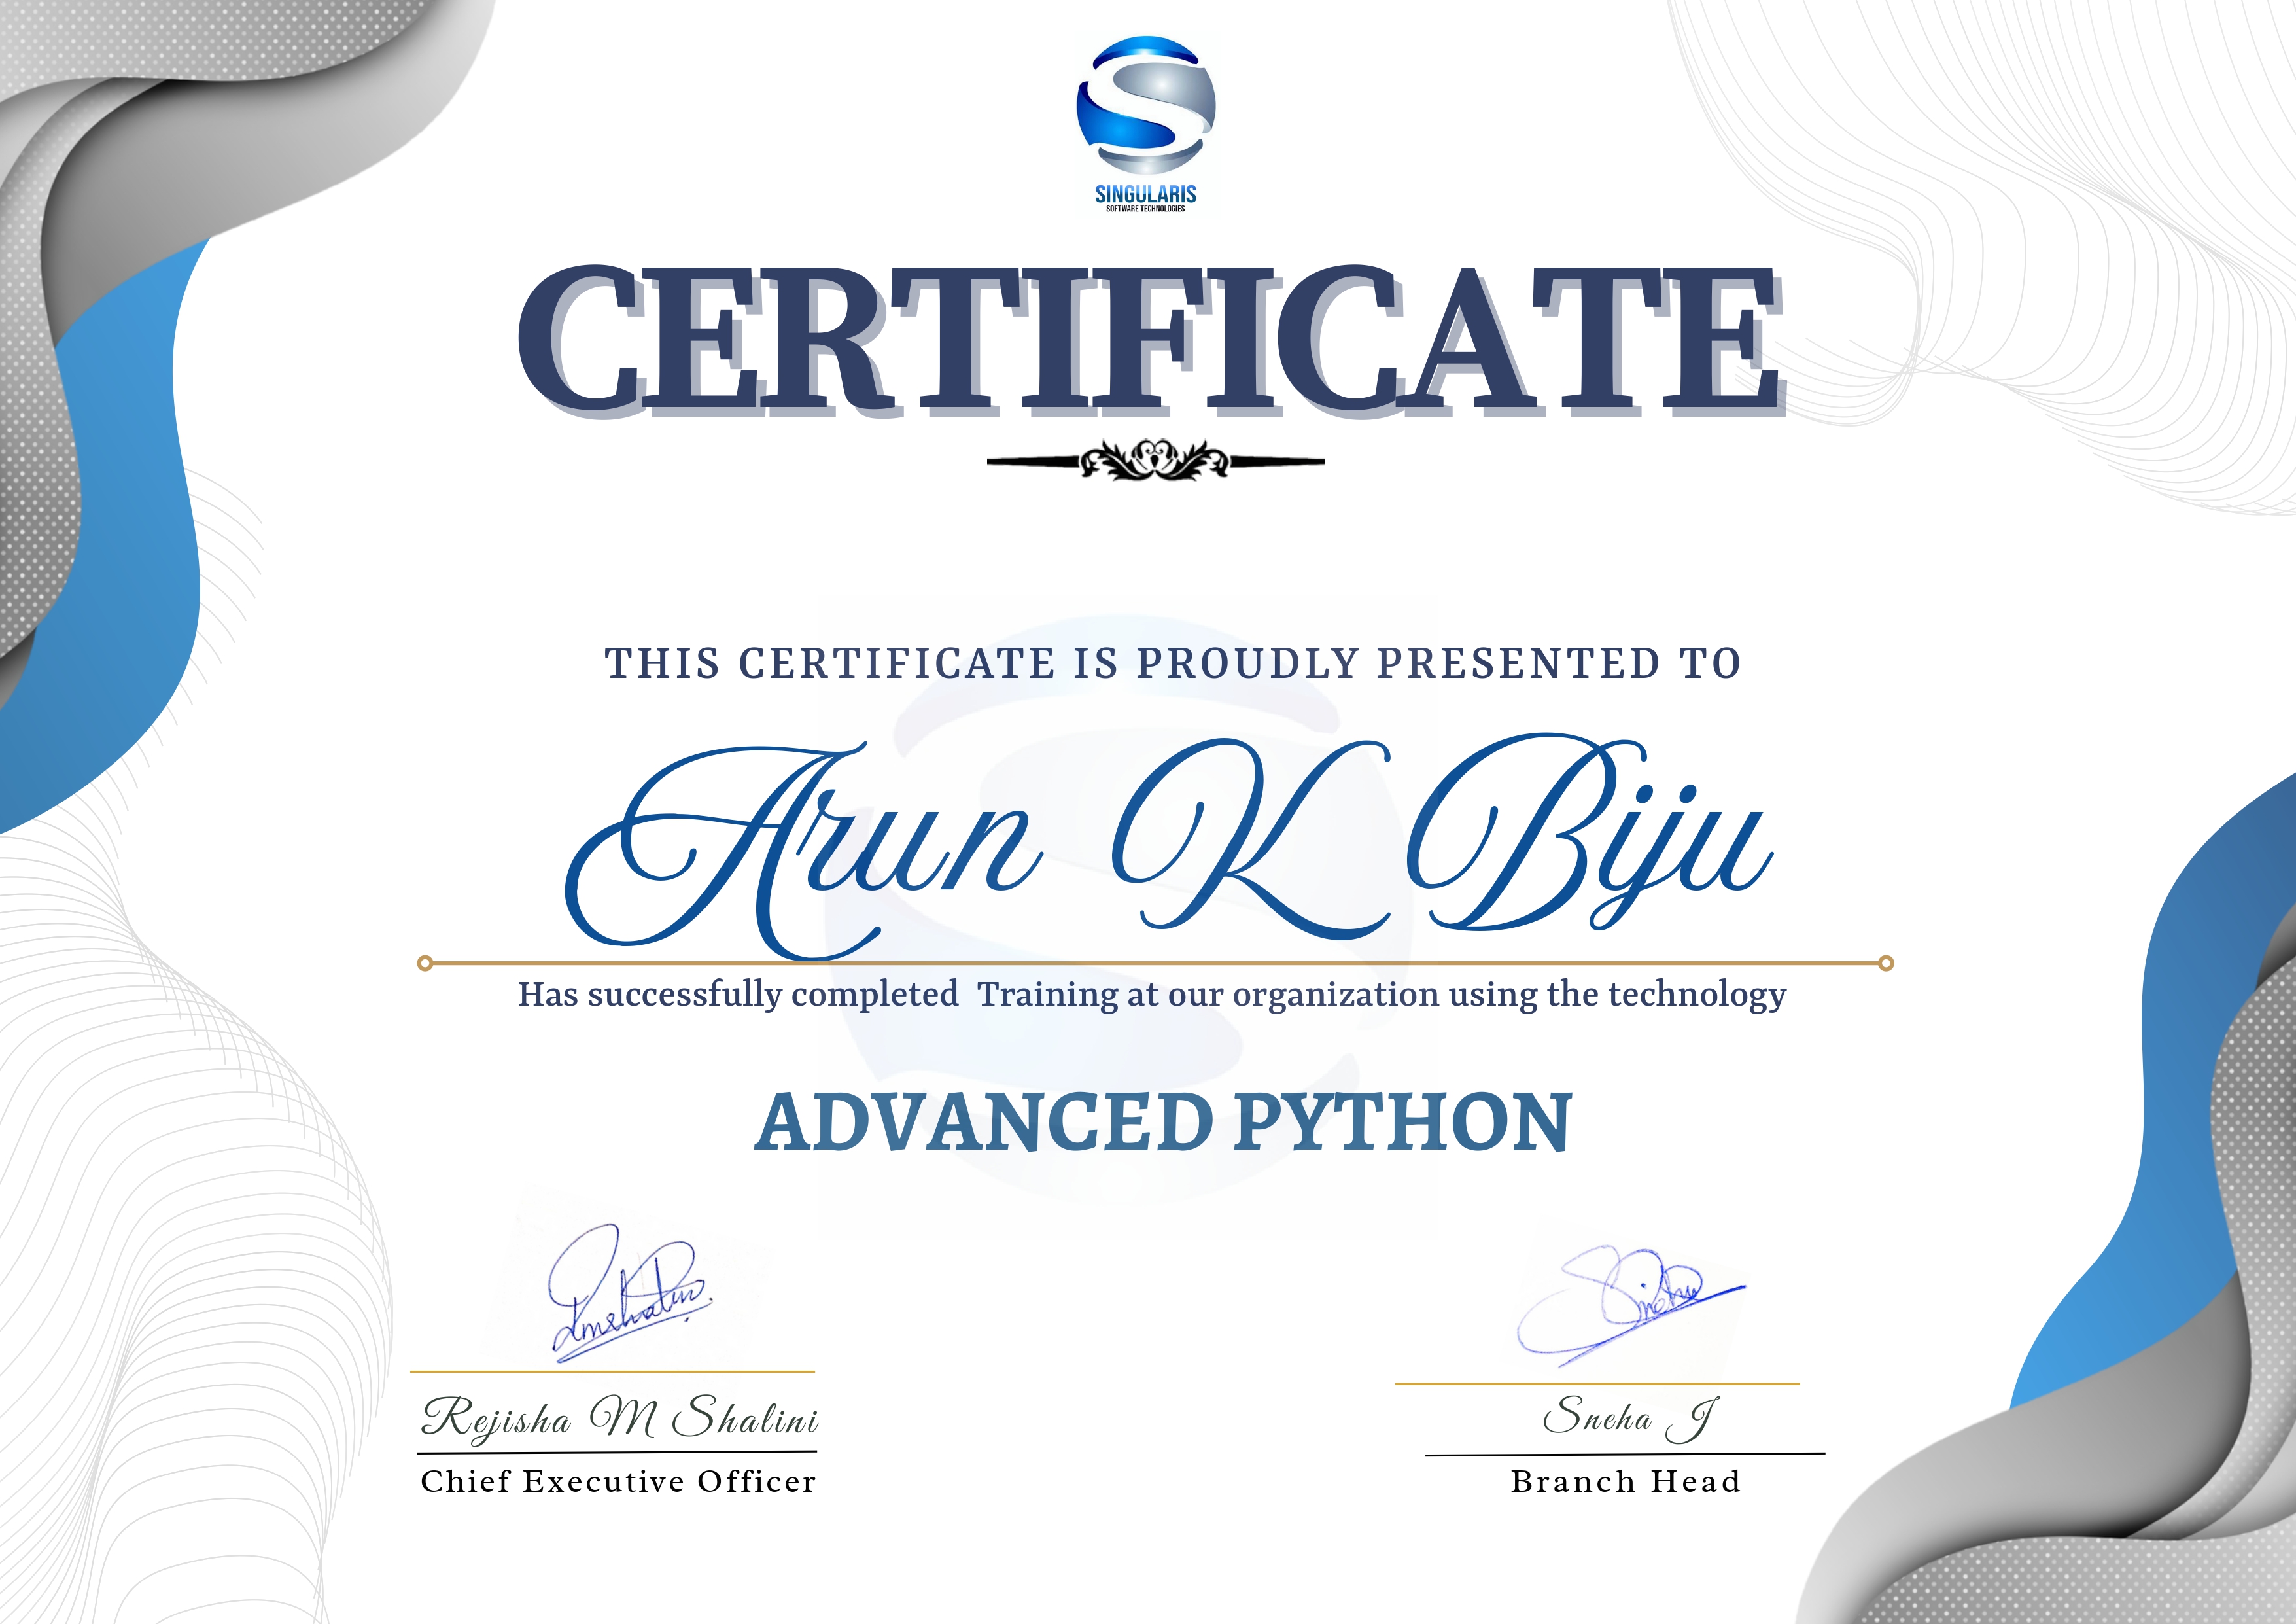 SINGULARIS
SOFTWARE TECHNOLOGIES
CERTIFICATE
THIS CERTIFICATE IS PROUDLY PRESENTED TO
Arun K Biju
Has successfully completed  Training at our organization using the technology
ADVANCED PYTHON
Rejisha M Shalini
Chief Executive Officer
Sneha J
Branch Head